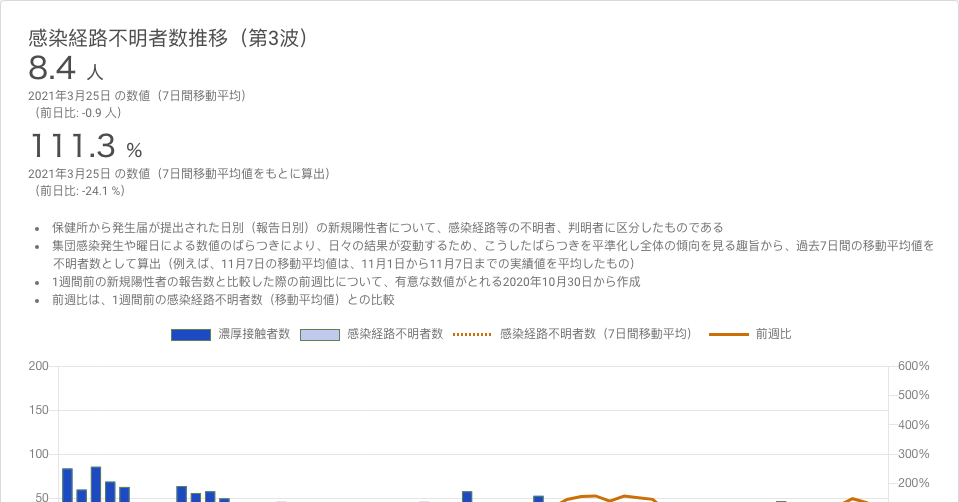 感染経路不明者数推移（第3波）
8.4 人
2021年3月25日 の数値（7日間移動平均）
（前日比: -0.9 人）
111.3 %
2021年3月25日 の数値（7日間移動平均値をもとに算出）
（前日比: -24.1 %）
保健所から発生届が提出された日別（報告日別）の新規陽性者について、感染経路等の不明者、判明者に区分したものである
集団感染発生や曜日による数値のばらつきにより、日々の結果が変動するため、こうしたばらつきを平準化し全体の傾向を見る趣旨から、過去7日間の移動平均値を
不明者数として算出（例えば、11月7日の移動平均値は、11月1日から11月7日までの実績値を平均したもの）
1週間前の新規陽性者の報告数と比較した際の前週比について、有意な数値がとれる2020年10月30日から作成
前週比は、1週間前の感染経路不明者数（移動平均値）との比較
濃厚接触者数 感染経路不明者数 感染経路不明者数（7日間移動平均） 前週比
200 600%
500%
150
400%
100 300%
200%
50